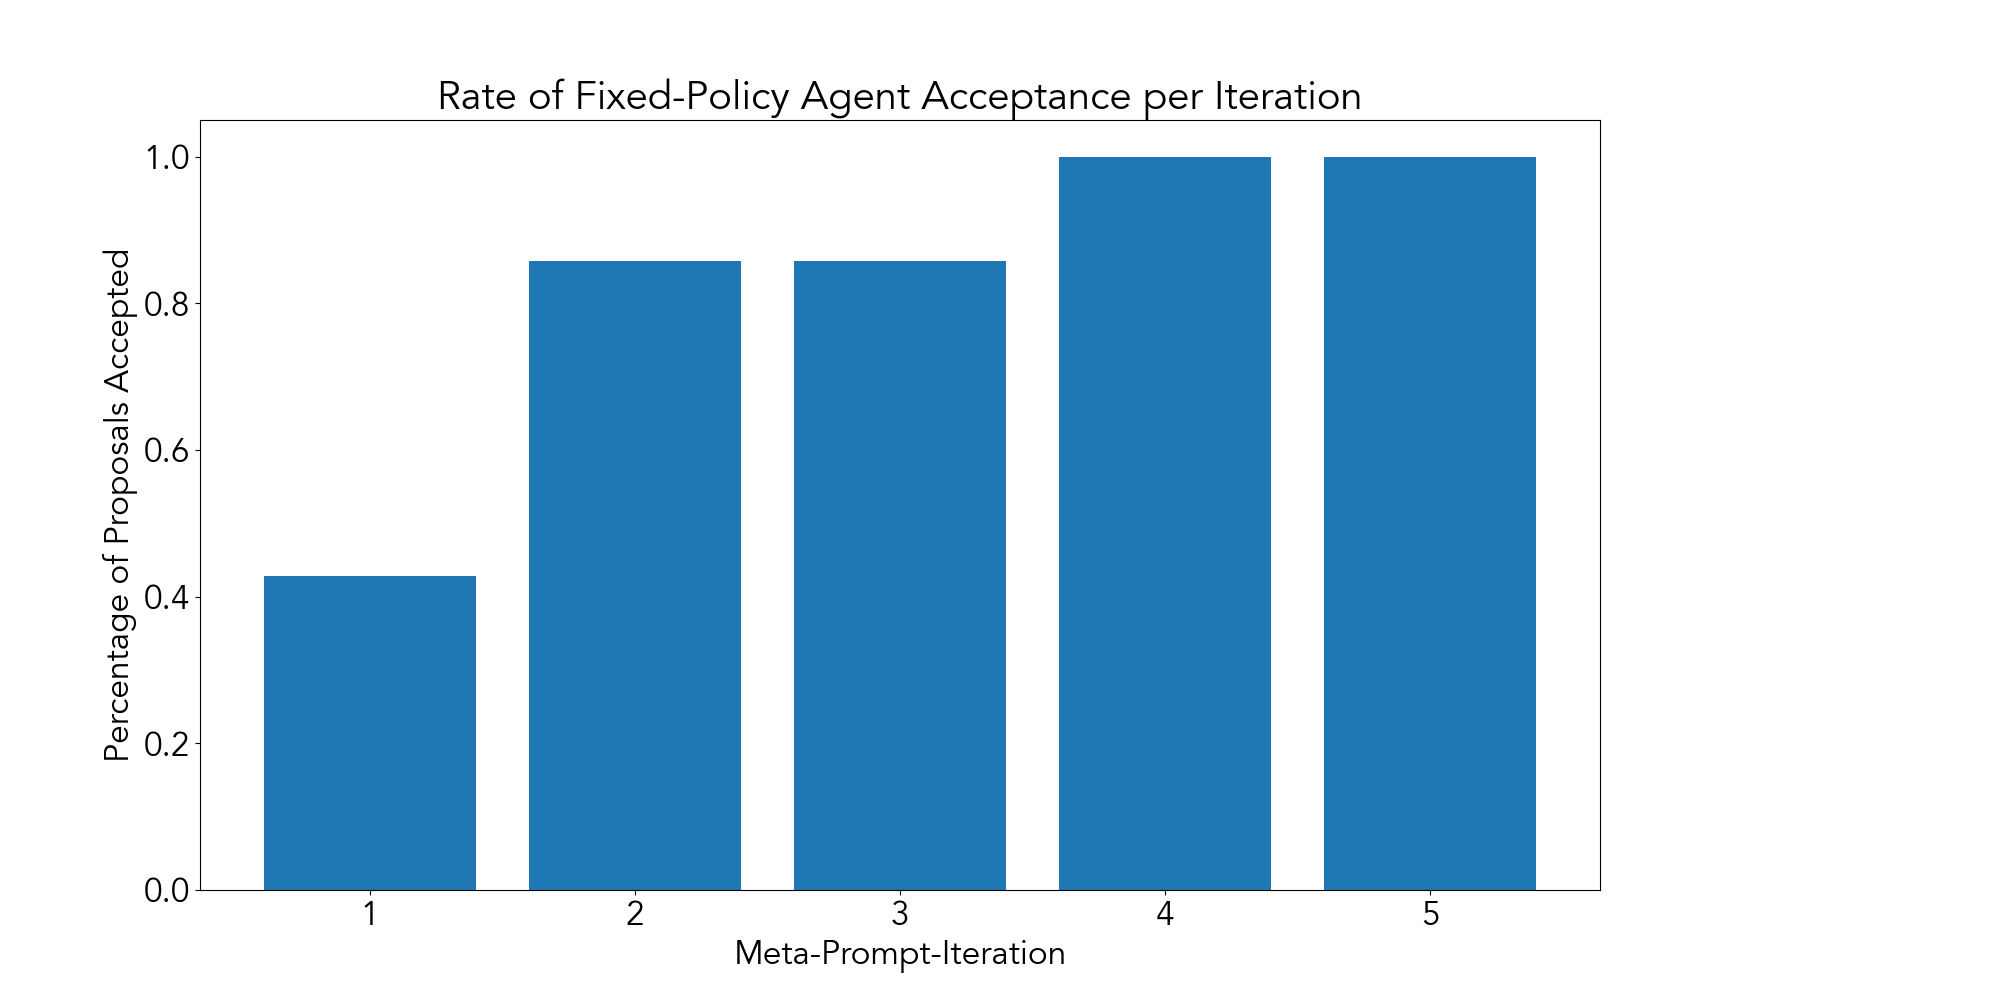 Rate of Fixed-Policy Agent Acceptance per Iteration
Percentage of Proposals Accepted
1.0
0.8
0.6
0.4
0.2
0.0
1 2 3 4 5
Meta-Prompt-Iteration